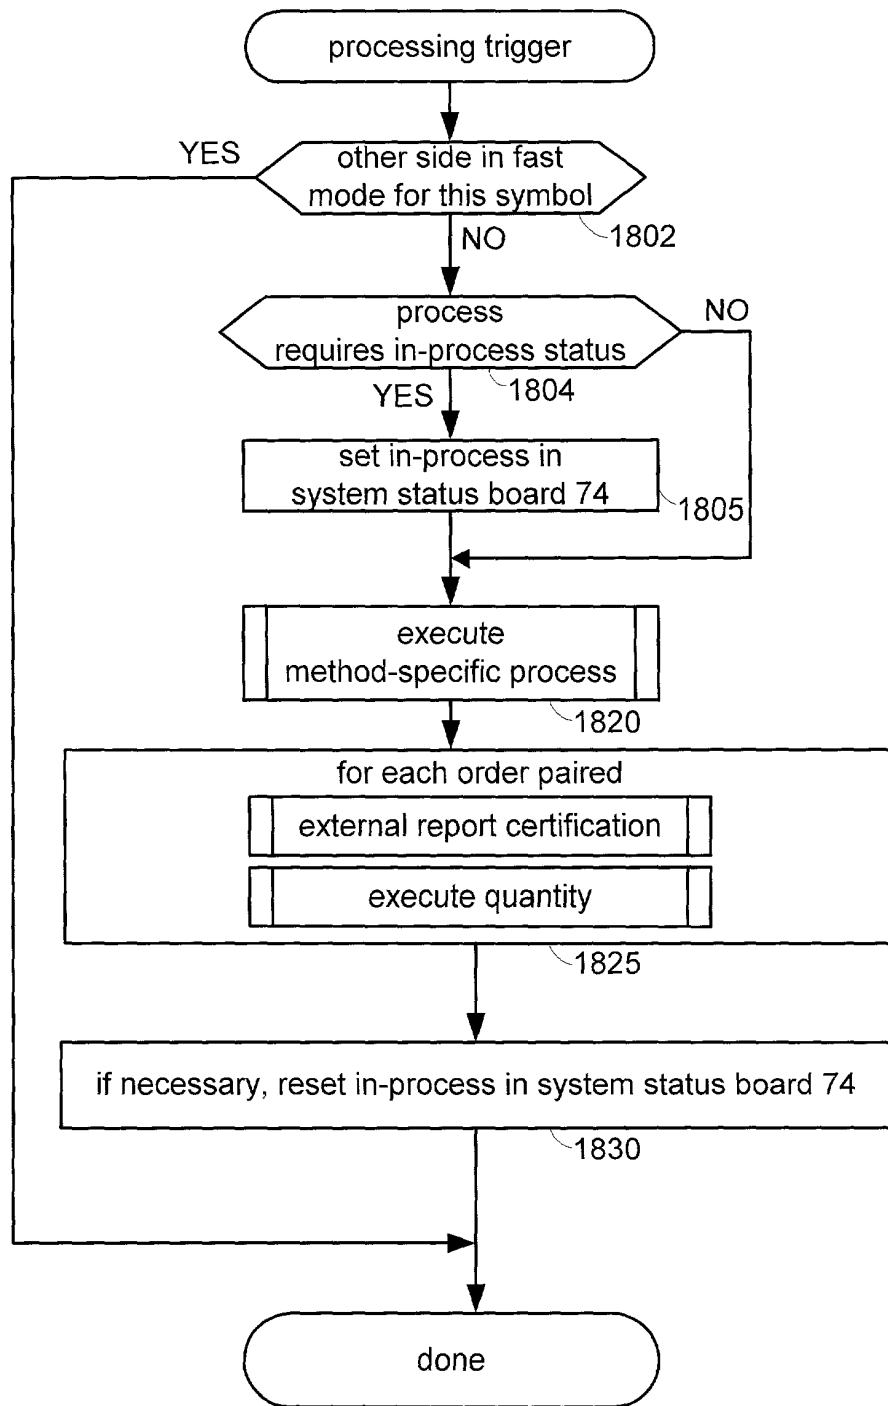 processing trigger
YES
other side in fast
mode for this symbol
1802
NO
process
requires in-process status
NO
1804
YES
set in-process in
system status board 74
1805
execute
method-specific process
1820
for each order paired
external report certification
execute quantity
1825
if necessary, reset in-process in system status board 74
1830
done